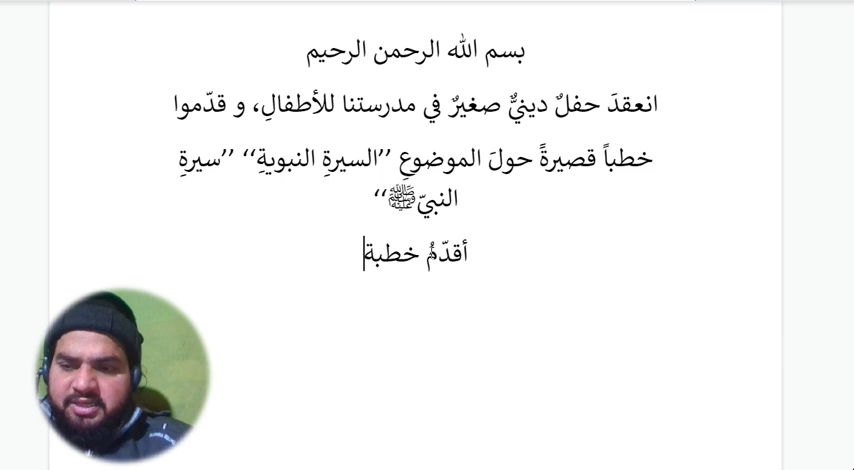 بسم الله الرحمن الرحيم
انعقدَ حفلٌ دينيٌّ صغيرٌ في مدرستنا للأطفالِ، و قدّموا
خطباً قصيرةً حولَ الموضوعِ ’’السيرةِ النبويةِ‘‘ ’’سيرةِ
النبيّﷺ‘‘
أقدّمُ خطبة